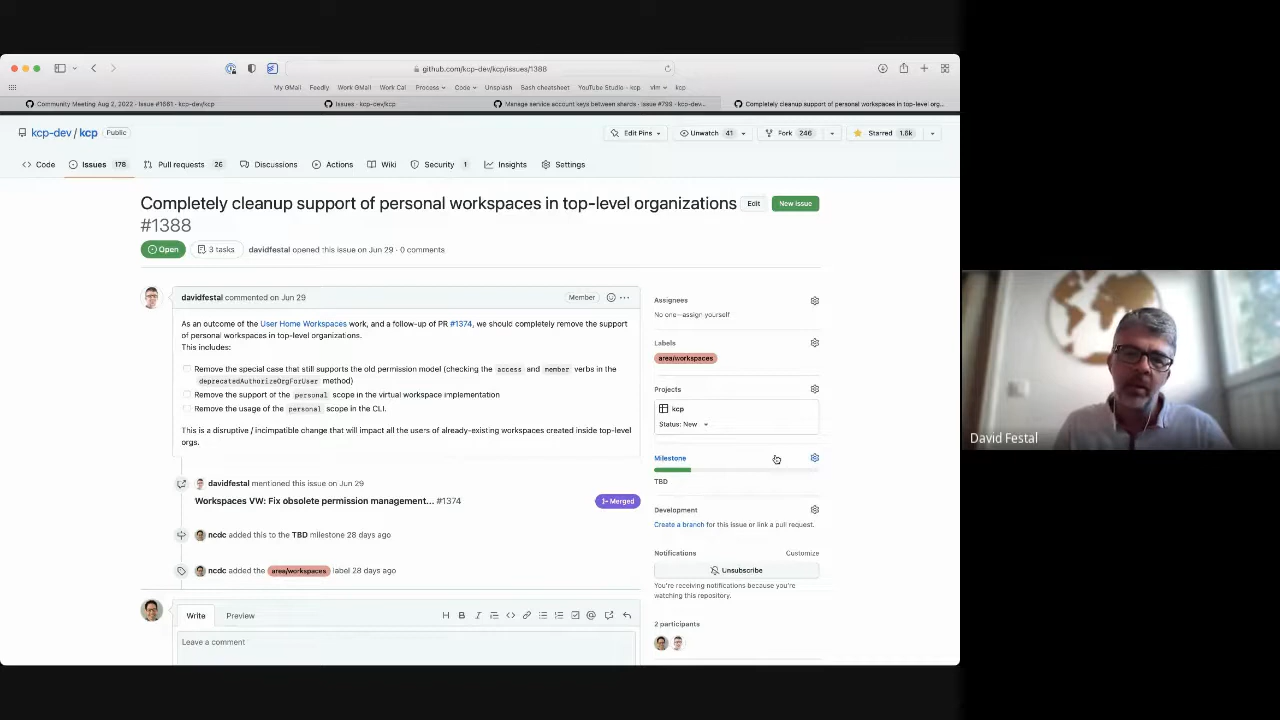 github.com/kcp-dev/kcp/issues/1388
My GMail Feedly Work GMail Work Cal Process Code Unsplash Bash cheatsheet YouTube Studio - kcp vim kcp
Community Meeting Aug 2, 2022 · Issue #1681 · kcp-dev/kcp
Issues · kcp-dev/kcp
Manage service account keys between shards · Issue #799 · kcp-dev...
Completely cleanup support of personal workspaces in top-level org...
kcp-dev / kcp Public
Edit Pins Unwatch 41 Fork 246 Starred 1.6k
Code Issues 178 Pull requests 26 Discussions Actions Wiki Security 1 Insights Settings
Completely cleanup support of personal workspaces in top-level organizations
#1388
Edit New issue
Open 3 tasks davidfestal opened this issue on Jun 29 · 0 comments
davidfestal commented on Jun 29 Member
As an outcome of the User Home Workspaces work, and a follow-up of PR #1374, we should completely remove the support
of personal workspaces in top-level organizations.
This includes:
Remove the special case that still supports the old permission model (checking the access and member verbs in the
deprecatedAuthorizeOrgForUser method)
Remove the support of the personal scope in the virtual workspace implementation
Remove the usage of the personal scope in the CLI.
This is a disruptive / incimpatible change that will impact all the users of already-existing workspaces created inside top-level
orgs.
davidfestal mentioned this issue on Jun 29
Workspaces VW: Fix obsolete permission management... #1374
Merged
ncdc added this to the TBD milestone 28 days ago
ncdc added the area/workspaces label 28 days ago
Write Preview
Leave a comment
Assignees
No one—assign yourself
Labels
area/workspaces
Projects
kcp
Status: New
Milestone
TBD
Development
Create a branch for this issue or link a pull request.
Notifications Customize
Unsubscribe
You're receiving notifications because you're
watching this repository.
2 participants
David Festal